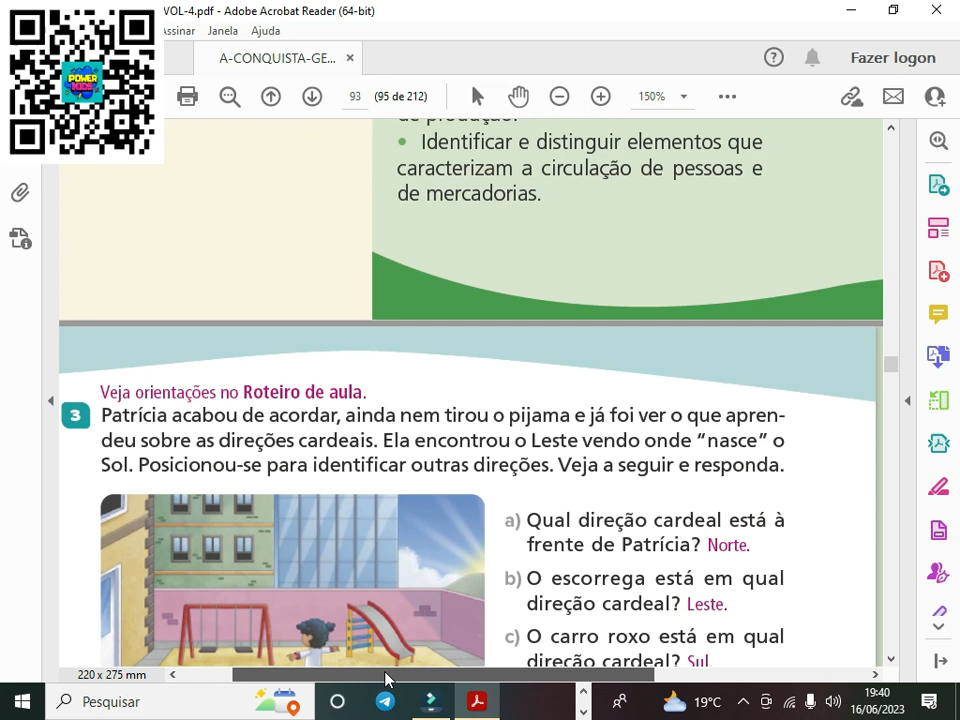 VOL-4.pdf - Adobe Acrobat Reader (64-bit)
Assinar Janela Ajuda
A-CONQUISTA-GE... ×
Fazer logon
93 (95 de 212) 150%
POWER
KIDS
de produção.
• Identificar e distinguir elementos que
caracterizam a circulação de pessoas e
de mercadorias.
Veja orientações no Roteiro de aula.
3 Patrícia acabou de acordar, ainda nem tirou o pijama e já foi ver o que apren-
deu sobre as direções cardeais. Ela encontrou o Leste vendo onde “nasce” o
Sol. Posicionou-se para identificar outras direções. Veja a seguir e responda.
a) Qual direção cardeal está à
frente de Patrícia? Norte.
b) O escorrega está em qual
direção cardeal? Leste.
c) O carro roxo está em qual
direção cardeal? Sul.
220 x 275 mm
Pesquisar
19°C
19:40
16/06/2023